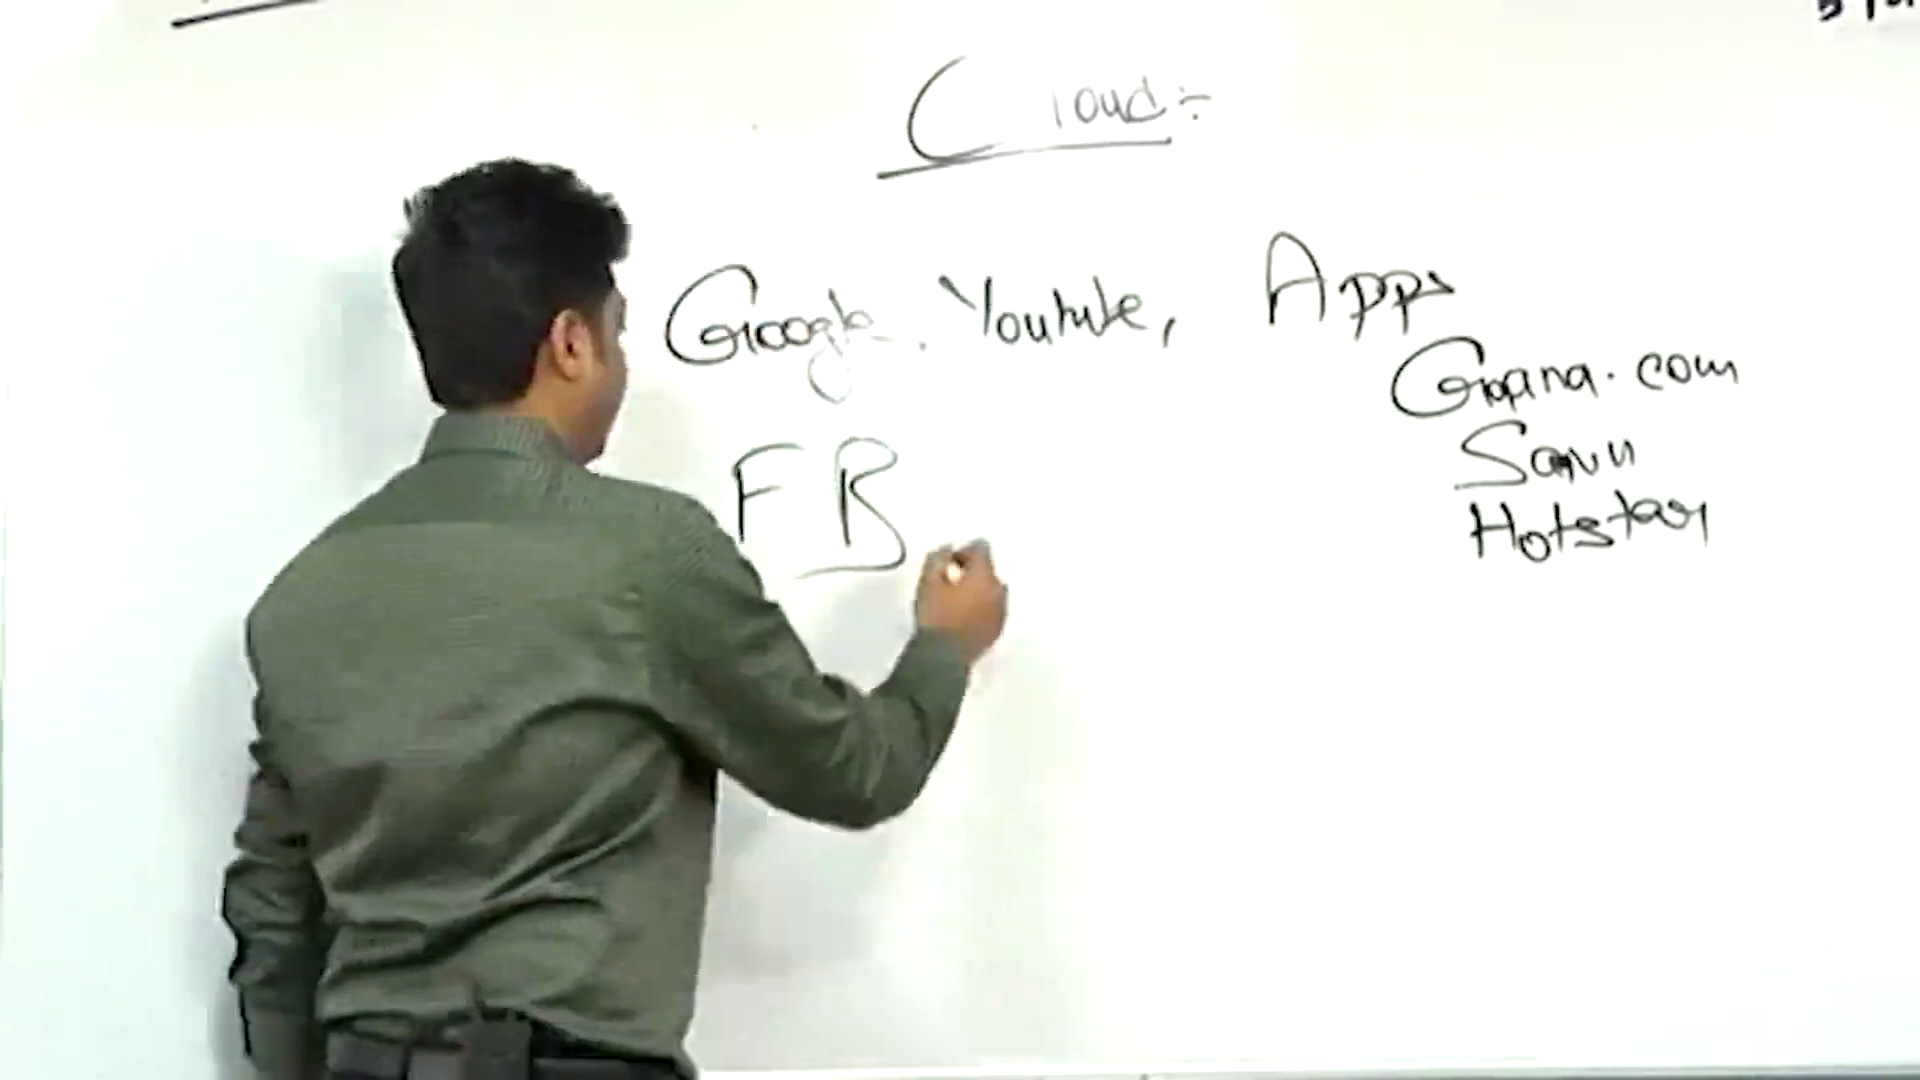 Cloud :-
Google, Youtube, Apps
Gaana.com
Savn
Hotstar
FB